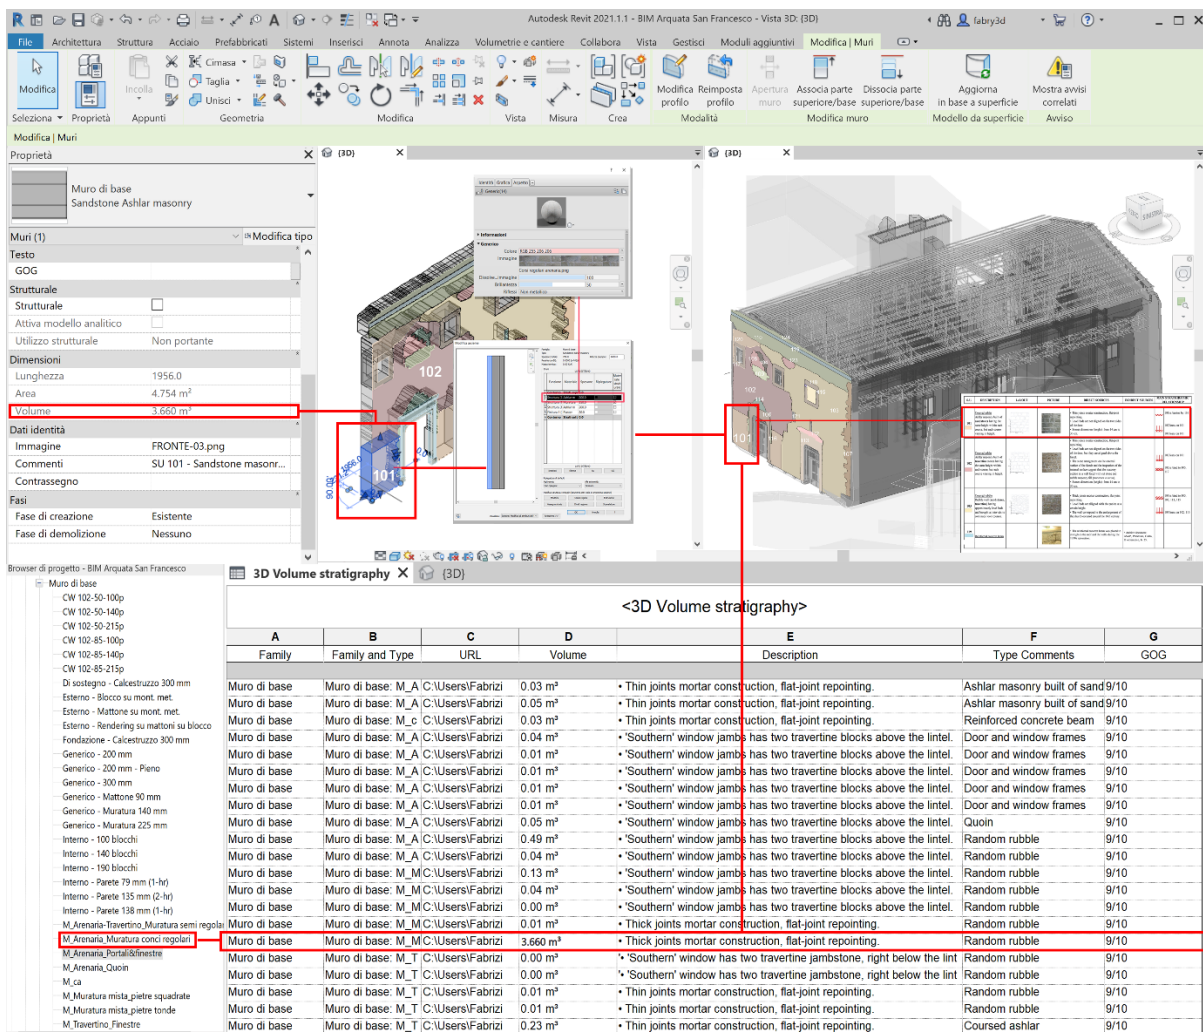 Autodesk Revit 2021.1.1 - BIM Arquata San Francesco - Vista 3D: {3D}
fabry3d
File Architettura Struttura Acciaio Prefabbricati Sistemi Inserisci Annota Analizza Volumetrie e cantiere Collabora Vista Gestisci Moduli aggiuntivi Modifica | Muri
Cimasa
Taglia
Unisci
Modifica
Incolla
Modifica profilo
Reimposta profilo
Apertura muro
Associa parte superiore/base
Dissocia parte superiore/base
Aggiorna in base a superficie
Mostra avvisi correlati
Seleziona Proprietà Appunti Geometria Modifica Vista Misura Crea Modalità Modifica muro Modello da superficie Avviso
Modifica | Muri
Proprietà
Muro di base
Sandstone Ashlar masonry
Muri (1) Modifica tipo
Testo
GOG
Strutturale
Strutturale
Attiva modello analitico
Utilizzo strutturale Non portante
Dimensioni
Lunghezza 1956.0
Area 4.754 m²
Volume 3.660 m³
Dati identità
Immagine FRONTE-03.png
Commenti SU 101 - Sandstone masonr...
Contrassegno
Fasi
Fase di creazione Esistente
Fase di demolizione Nessuno
{3D}
{3D}
Identità Grafica Aspetto
Informazioni
Generico
Colore RGB 255 106 106
Immagine
102
101
1956.0
101
102
Browser di progetto - BIM Arquata San Francesco
Muro di base
CW 102-50-100p
CW 102-50-140p
CW 102-50-215p
CW 102-85-100p
CW 102-85-140p
CW 102-85-215p
Di sostegno - Calcestruzzo 300 mm
Esterno - Blocco su mont. met.
Esterno - Mattone su mont. met.
Esterno - Rendering su mattoni su blocco
Fondazione - Calcestruzzo 300 mm
Generico - 200 mm
Generico - 200 mm - Pieno
Generico - 300 mm
Generico - Mattone 90 mm
Generico - Muratura 140 mm
Generico - Muratura 225 mm
Interno - 100 blocchi
Interno - 140 blocchi
Interno - 190 blocchi
Interno - Parete 79 mm (1-hr)
Interno - Parete 135 mm (2-hr)
Interno - Parete 138 mm (1-hr)
M_Arenaria-Travertino_Muratura semi regolar
M_Arenaria_Muratura conci regolari
M_Arenaria_Portali&finestre
M_Arenaria_Quoin
M_ca
M_Muratura mista_pietre squadrate
M_Muratura mista_pietre tonde
M_Travertino_Finestre
3D Volume stratigraphy {3D}
<3D Volume stratigraphy>
A B C D E F G
Family Family and Type URL Volume Description Type Comments GOG
Muro di base Muro di base: M_A C:\Users\Fabrizi 0.03 m³ • Thin joints mortar construction, flat-joint repointing. Ashlar masonry built of sand 9/10
Muro di base Muro di base: M_A C:\Users\Fabrizi 0.05 m³ • Thin joints mortar construction, flat-joint repointing. Ashlar masonry built of sand 9/10
Muro di base Muro di base: M_c C:\Users\Fabrizi 0.03 m³ • Thin joints mortar construction, flat-joint repointing. Reinforced concrete beam 9/10
Muro di base Muro di base: M_A C:\Users\Fabrizi 0.04 m³ • 'Southern' window jambs has two travertine blocks above the lintel. Door and window frames 9/10
Muro di base Muro di base: M_A C:\Users\Fabrizi 0.01 m³ • 'Southern' window jambs has two travertine blocks above the lintel. Door and window frames 9/10
Muro di base Muro di base: M_A C:\Users\Fabrizi 0.01 m³ • 'Southern' window jambs has two travertine blocks above the lintel. Door and window frames 9/10
Muro di base Muro di base: M_A C:\Users\Fabrizi 0.01 m³ • 'Southern' window jambs has two travertine blocks above the lintel. Door and window frames 9/10
Muro di base Muro di base: M_A C:\Users\Fabrizi 0.01 m³ • 'Southern' window jambs has two travertine blocks above the lintel. Door and window frames 9/10
Muro di base Muro di base: M_A C:\Users\Fabrizi 0.05 m³ • 'Southern' window jambs has two travertine blocks above the lintel. Quoin 9/10
Muro di base Muro di base: M_A C:\Users\Fabrizi 0.49 m³ • 'Southern' window jambs has two travertine blocks above the lintel. Random rubble 9/10
Muro di base Muro di base: M_A C:\Users\Fabrizi 0.04 m³ • 'Southern' window jambs has two travertine blocks above the lintel. Random rubble 9/10
Muro di base Muro di base: M_M C:\Users\Fabrizi 0.13 m³ • 'Southern' window jambs has two travertine blocks above the lintel. Random rubble 9/10
Muro di base Muro di base: M_M C:\Users\Fabrizi 0.04 m³ • 'Southern' window jambs has two travertine blocks above the lintel. Random rubble 9/10
Muro di base Muro di base: M_M C:\Users\Fabrizi 0.00 m³ • 'Southern' window jambs has two travertine blocks above the lintel. Random rubble 9/10
Muro di base Muro di base: M_M C:\Users\Fabrizi 0.01 m³ • Thick joints mortar construction, flat-joint repointing. Random rubble 9/10
Muro di base Muro di base: M_M C:\Users\Fabrizi 3.660 m³ • Thick joints mortar construction, flat-joint repointing. Random rubble 9/10
Muro di base Muro di base: M_T C:\Users\Fabrizi 0.00 m³ '• 'Southern' window has two travertine jambstone, right below the lint Random rubble 9/10
Muro di base Muro di base: M_T C:\Users\Fabrizi 0.00 m³ '• 'Southern' window has two travertine jambstone, right below the lint Random rubble 9/10
Muro di base Muro di base: M_T C:\Users\Fabrizi 0.01 m³ • Thin joints mortar construction, flat-joint repointing. Random rubble 9/10
Muro di base Muro di base: M_T C:\Users\Fabrizi 0.01 m³ • Thin joints mortar construction, flat-joint repointing. Random rubble 9/10
Muro di base Muro di base: M_T C:\Users\Fabrizi 0.23 m³ • Thin joints mortar construction, flat-joint repointing. Coursed ashlar 9/10